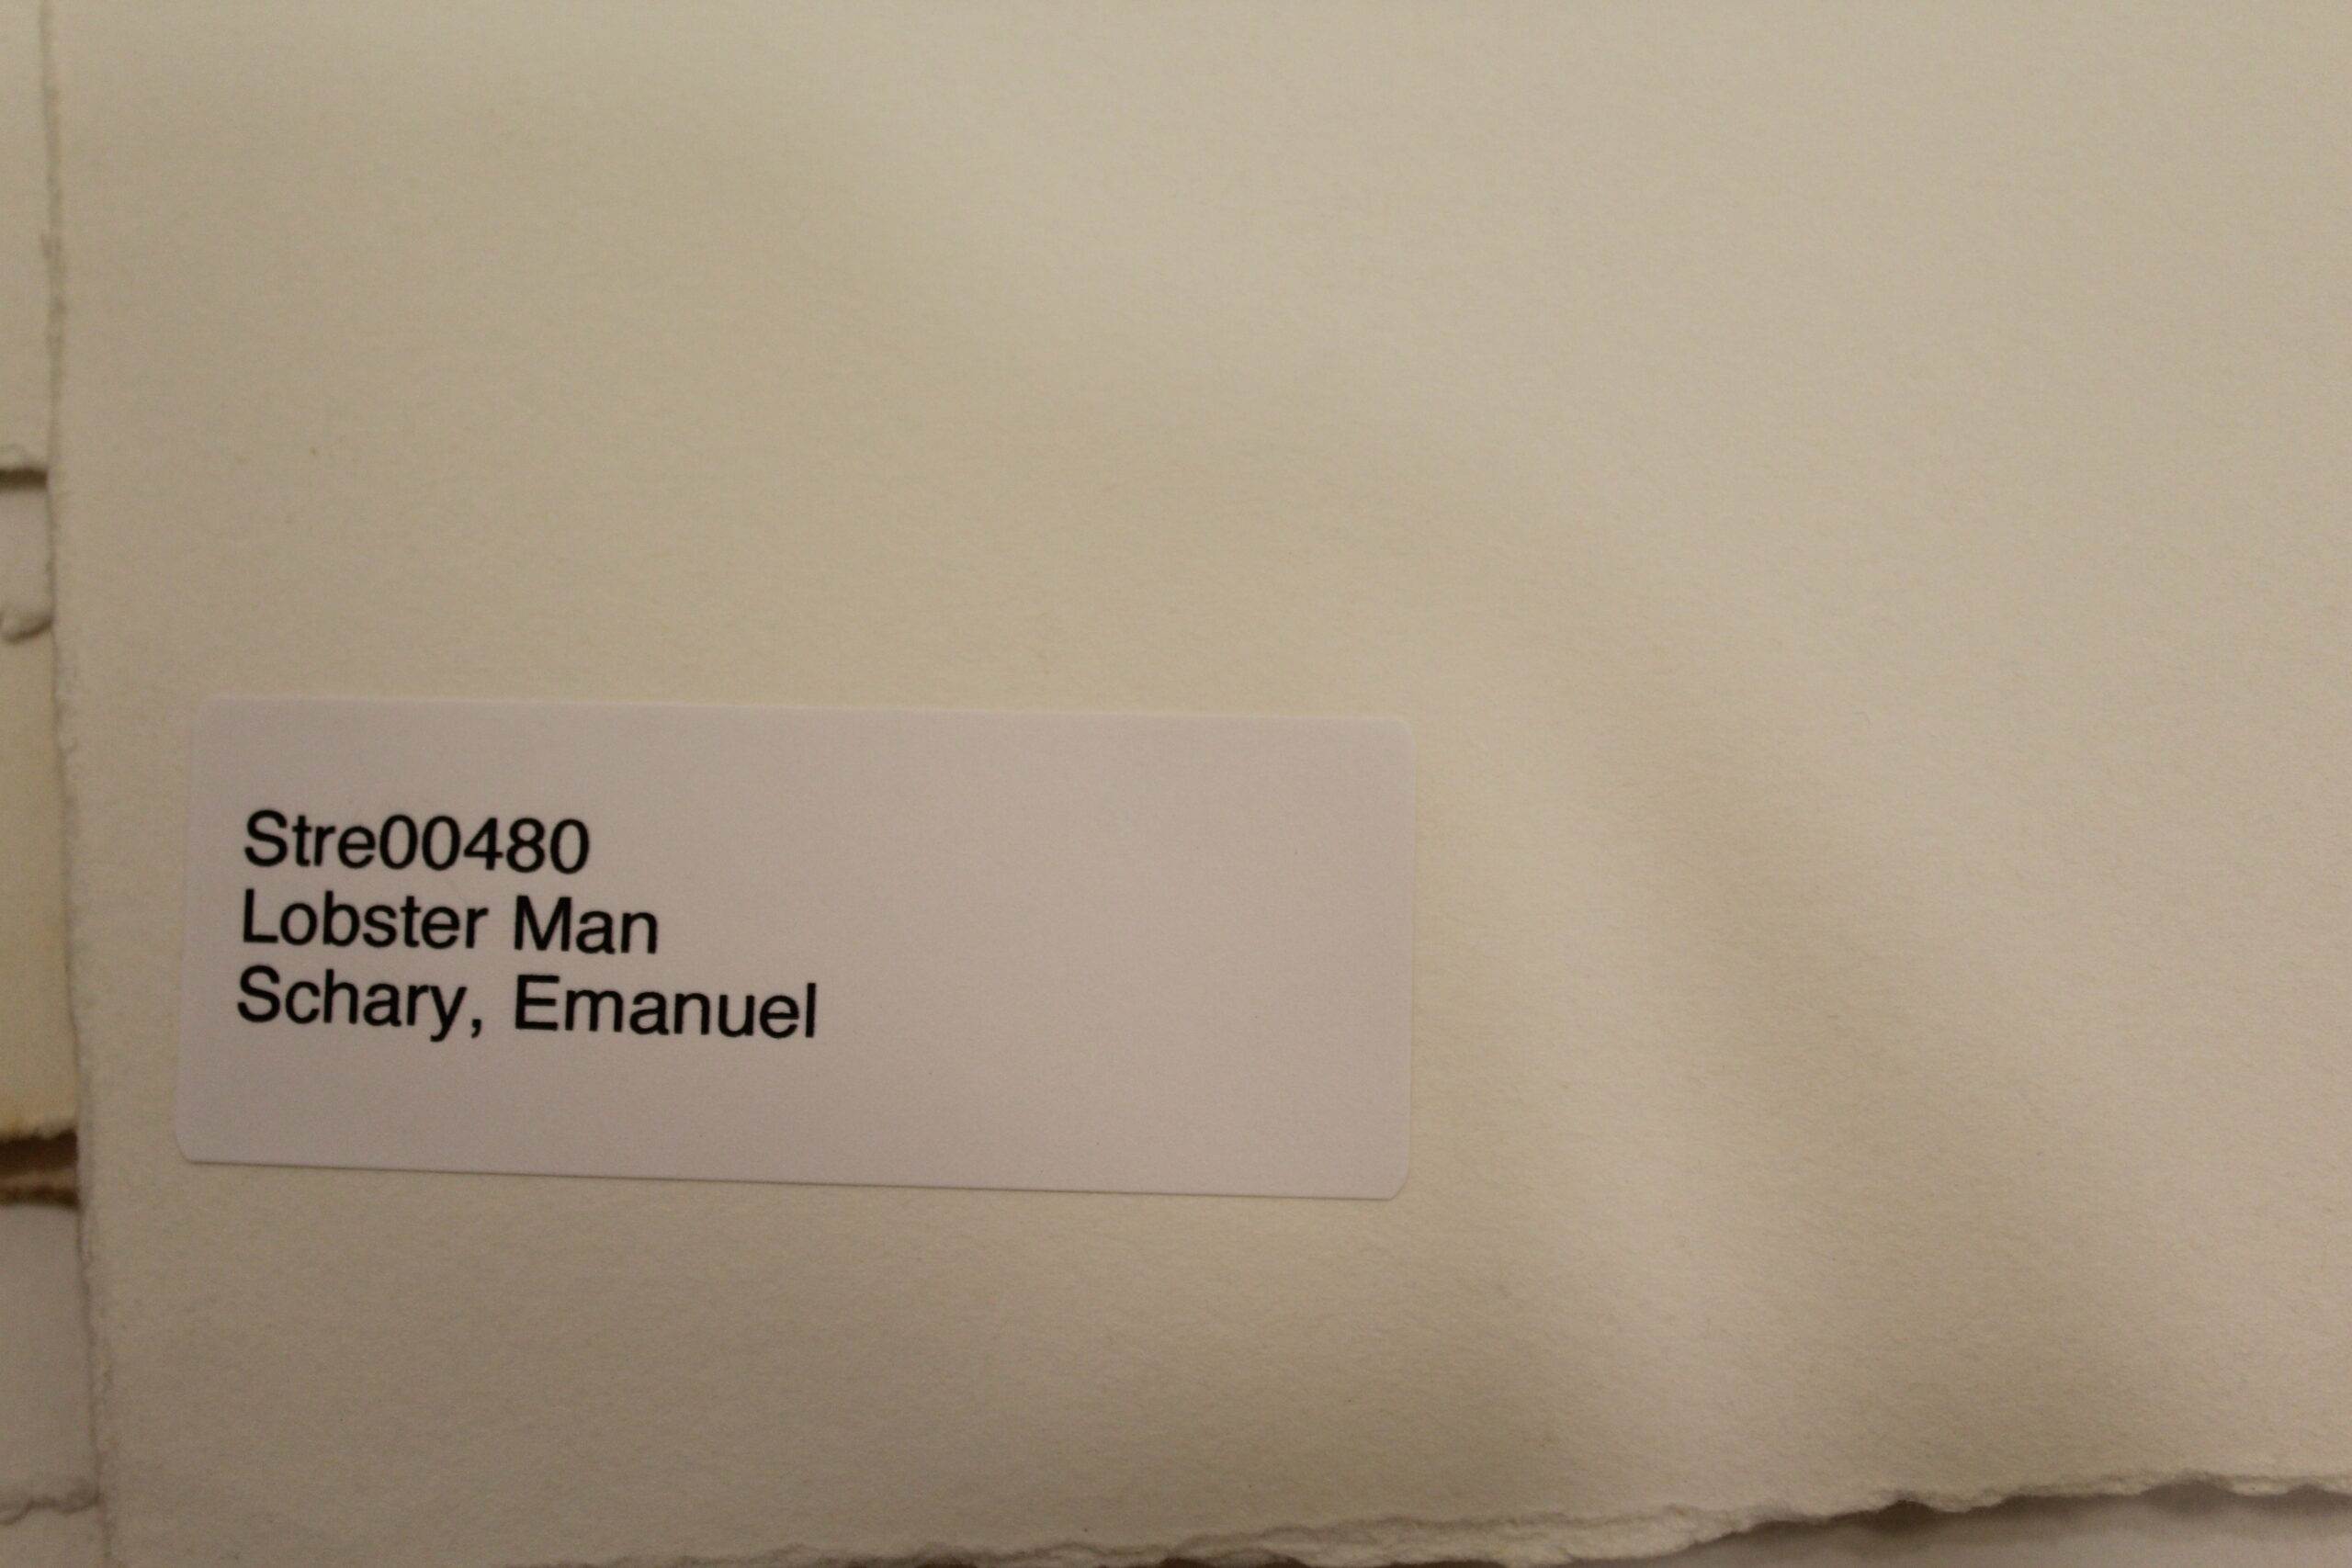 Stre00480
Lobster Man
Schary, Emanuel